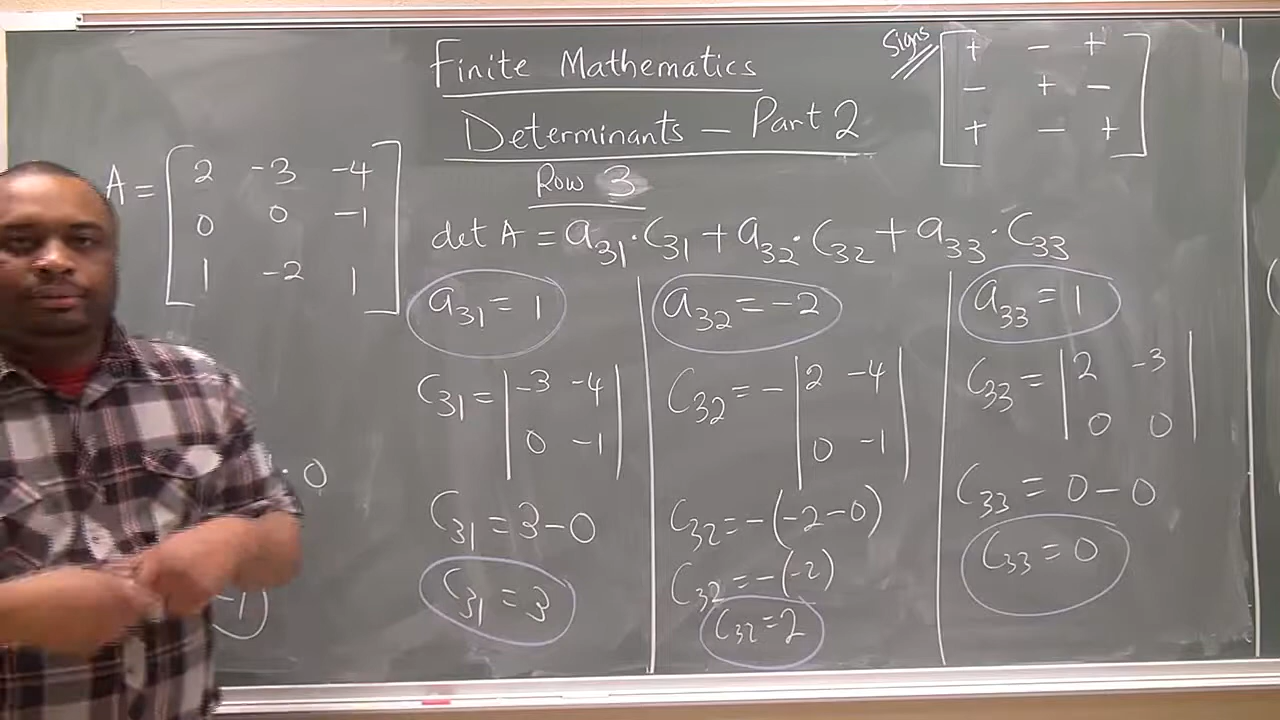 Finite Mathematics
Determinants - Part 2
Row 3
Signs
+ - +
- + -
+ - +
A =
2 -3 -4
0 0 -1
1 -2 1
det A = a31·C31 + a32·C32 + a33·C33
a31 = 1
C31 = |-3 -4|
|0 -1|
C31 = 3 - 0
C31 = 3
a32 = -2
C32 = -|2 -4|
|0 -1|
C32 = -(-2-0)
C32 = -(-2)
C32 = 2
a33 = 1
C33 = |2 -3|
|0 0|
C33 = 0 - 0
C33 = 0
· 0
-1